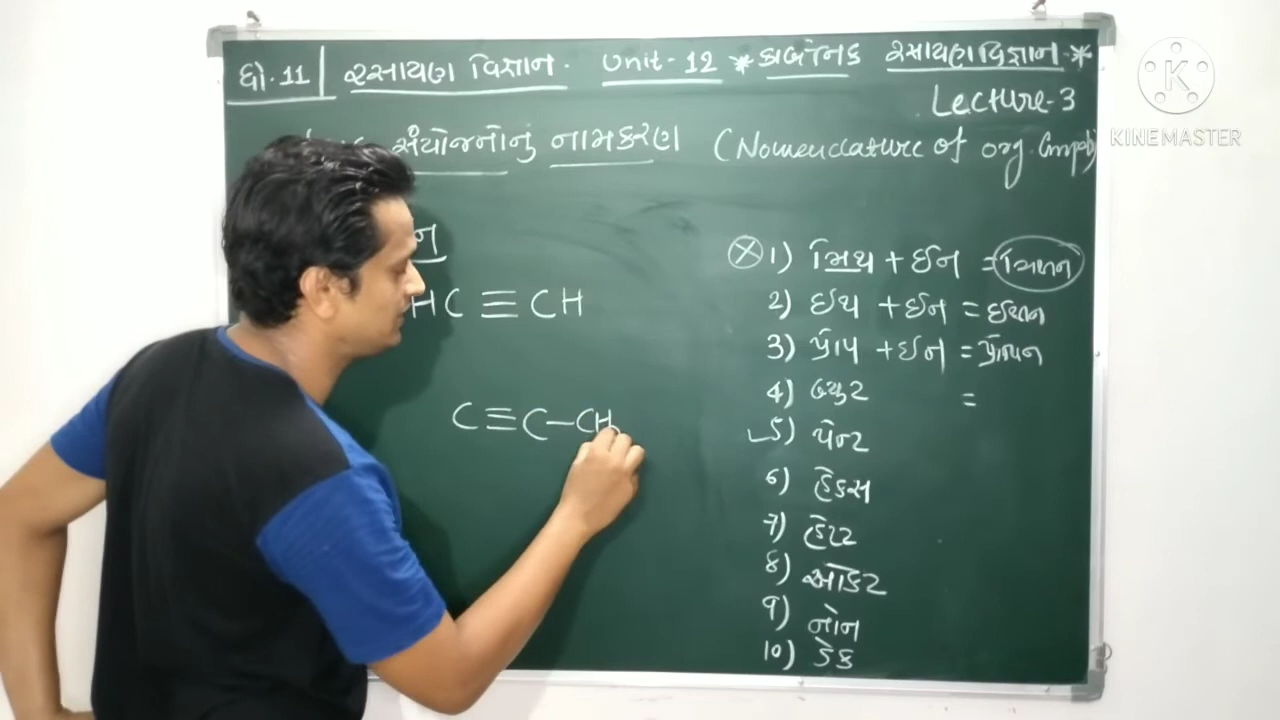 ધો.11 | રસાયણ વિજ્ઞાન. Unit-12 * કાર્બનિક રસાયણવિજ્ઞાન *
Lecture-3
સંયોજનોનું નામકરણ (Nomenclature of org. Compd)
ન
HC ≡ CH
C≡C-CH
1) મિથ + ઈન =
2) ઈથ + ઈન = ઈથાઈન
3) પ્રોપ + ઈન = પ્રોપાઈન
4) બ્યુટ =
5) પેન્ટ
6) હેક્સ
7) હેપ્ટ
8) ઓક્ટ
9) નોન
10) ડેક
K
KINEMASTER